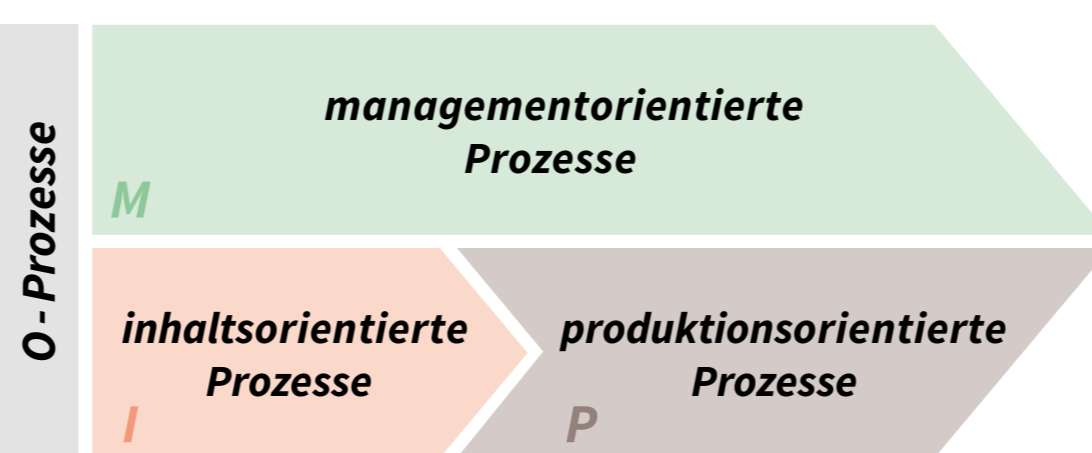 O - Prozesse
managementorientierte
Prozesse
M
inhaltsorientierte
Prozesse
I
produktionsorientierte
Prozesse
P